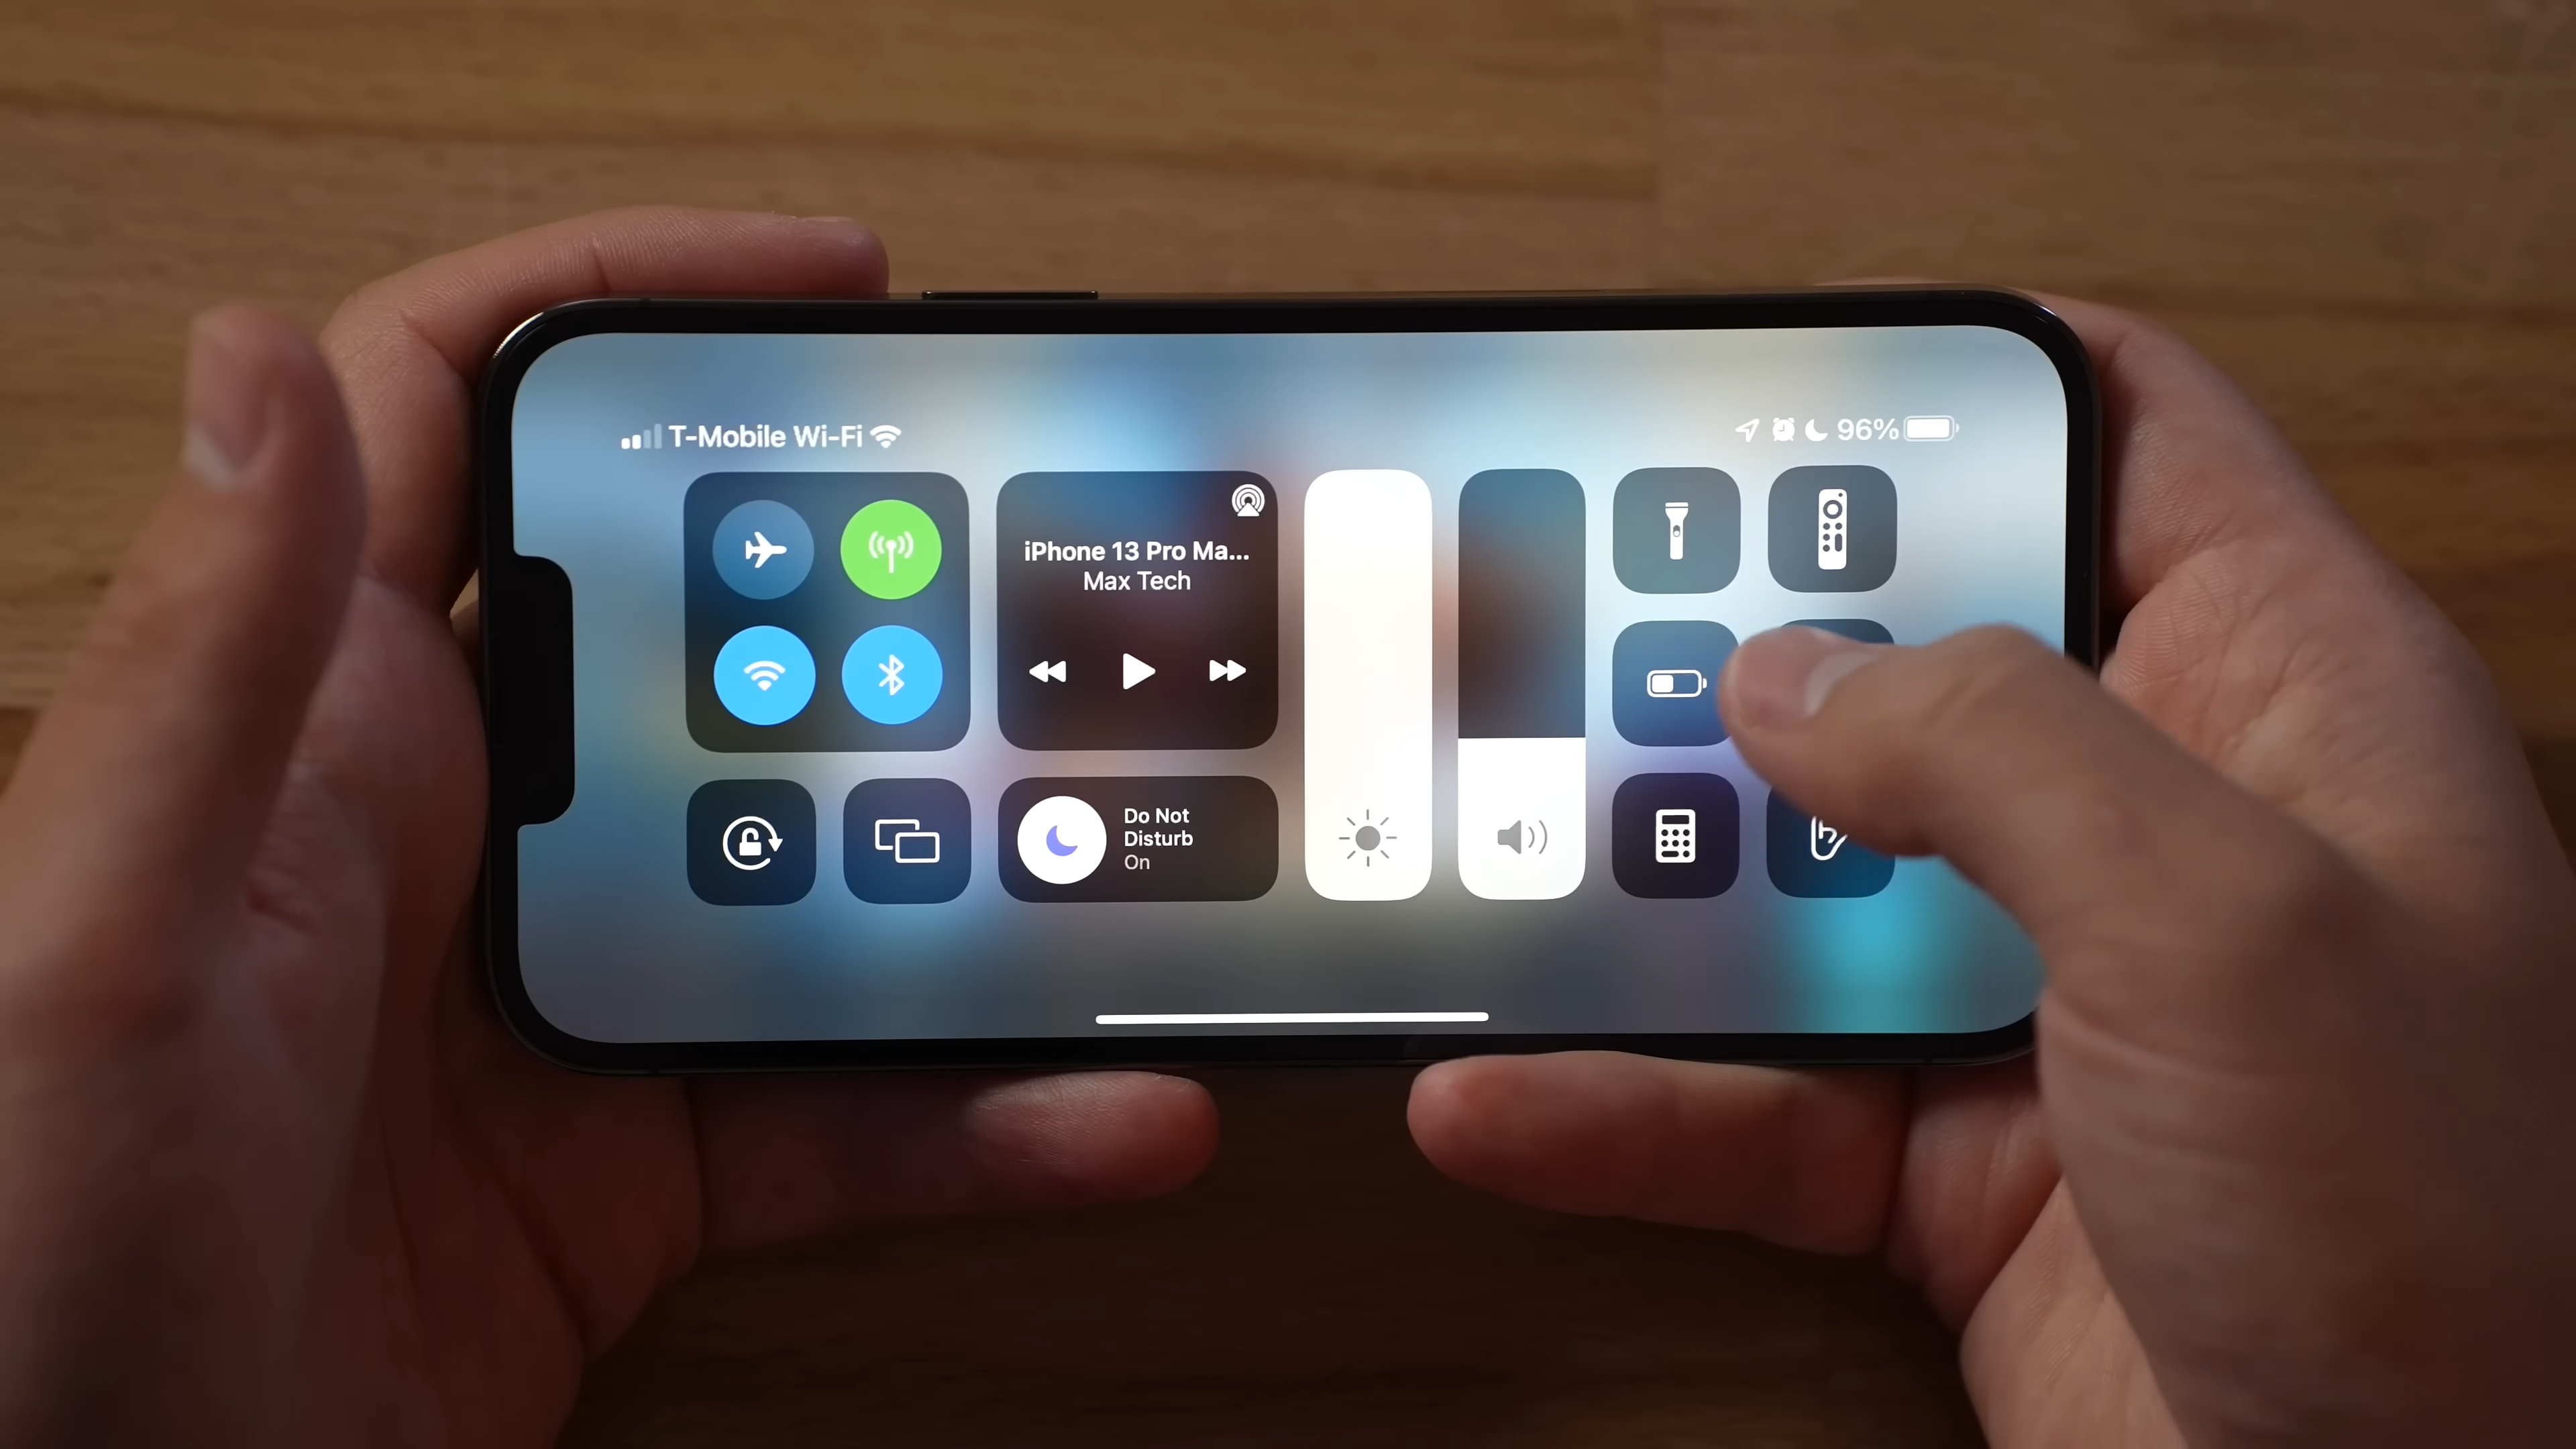 T-Mobile Wi-Fi
96%
iPhone 13 Pro Ma...
Max Tech
Do Not
Disturb
On